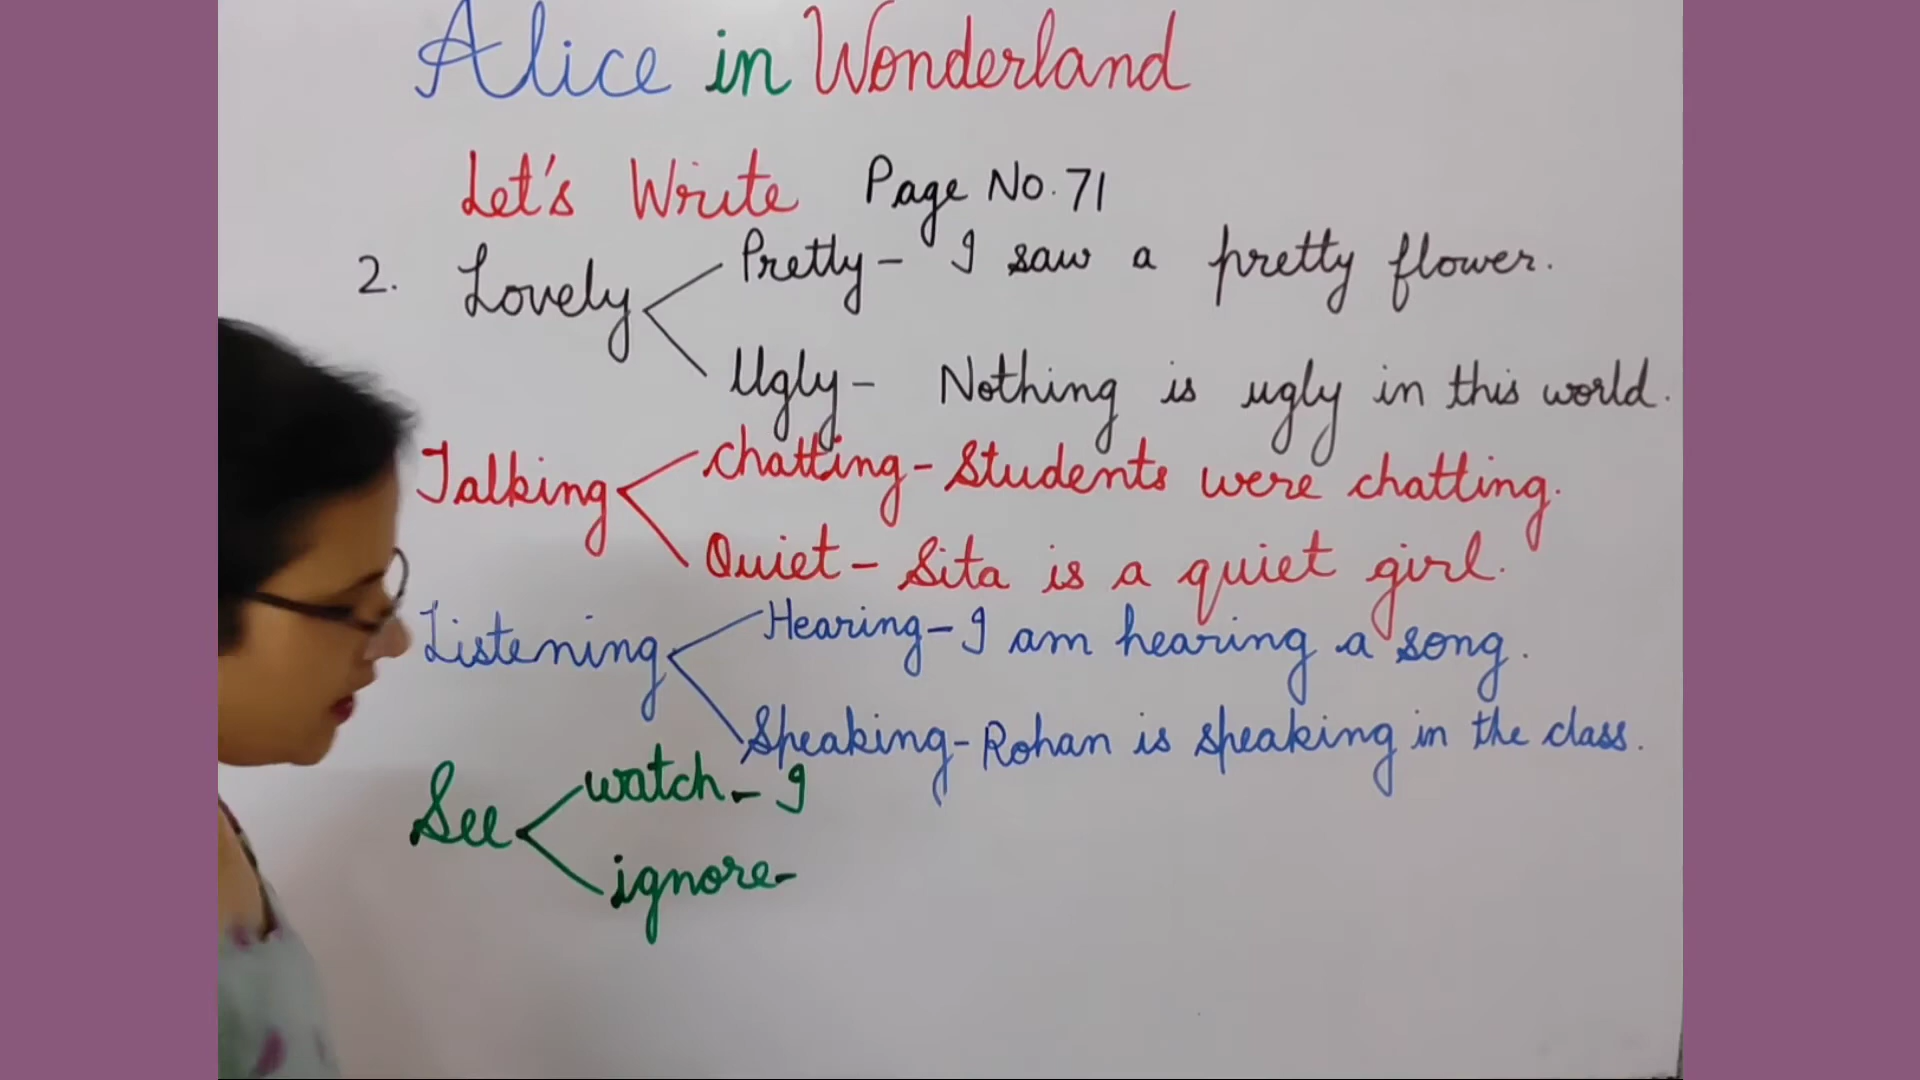 Alice in Wonderland
Let's Write Page No. 71
2. Lovely
Pretty - I saw a pretty flower.
Ugly - Nothing is ugly in this world.
Talking
Chatting - Students were chatting.
Quiet - Sita is a quiet girl.
Listening
Hearing - I am hearing a song.
Speaking - Rohan is speaking in the class.
See
watch - I
ignore -